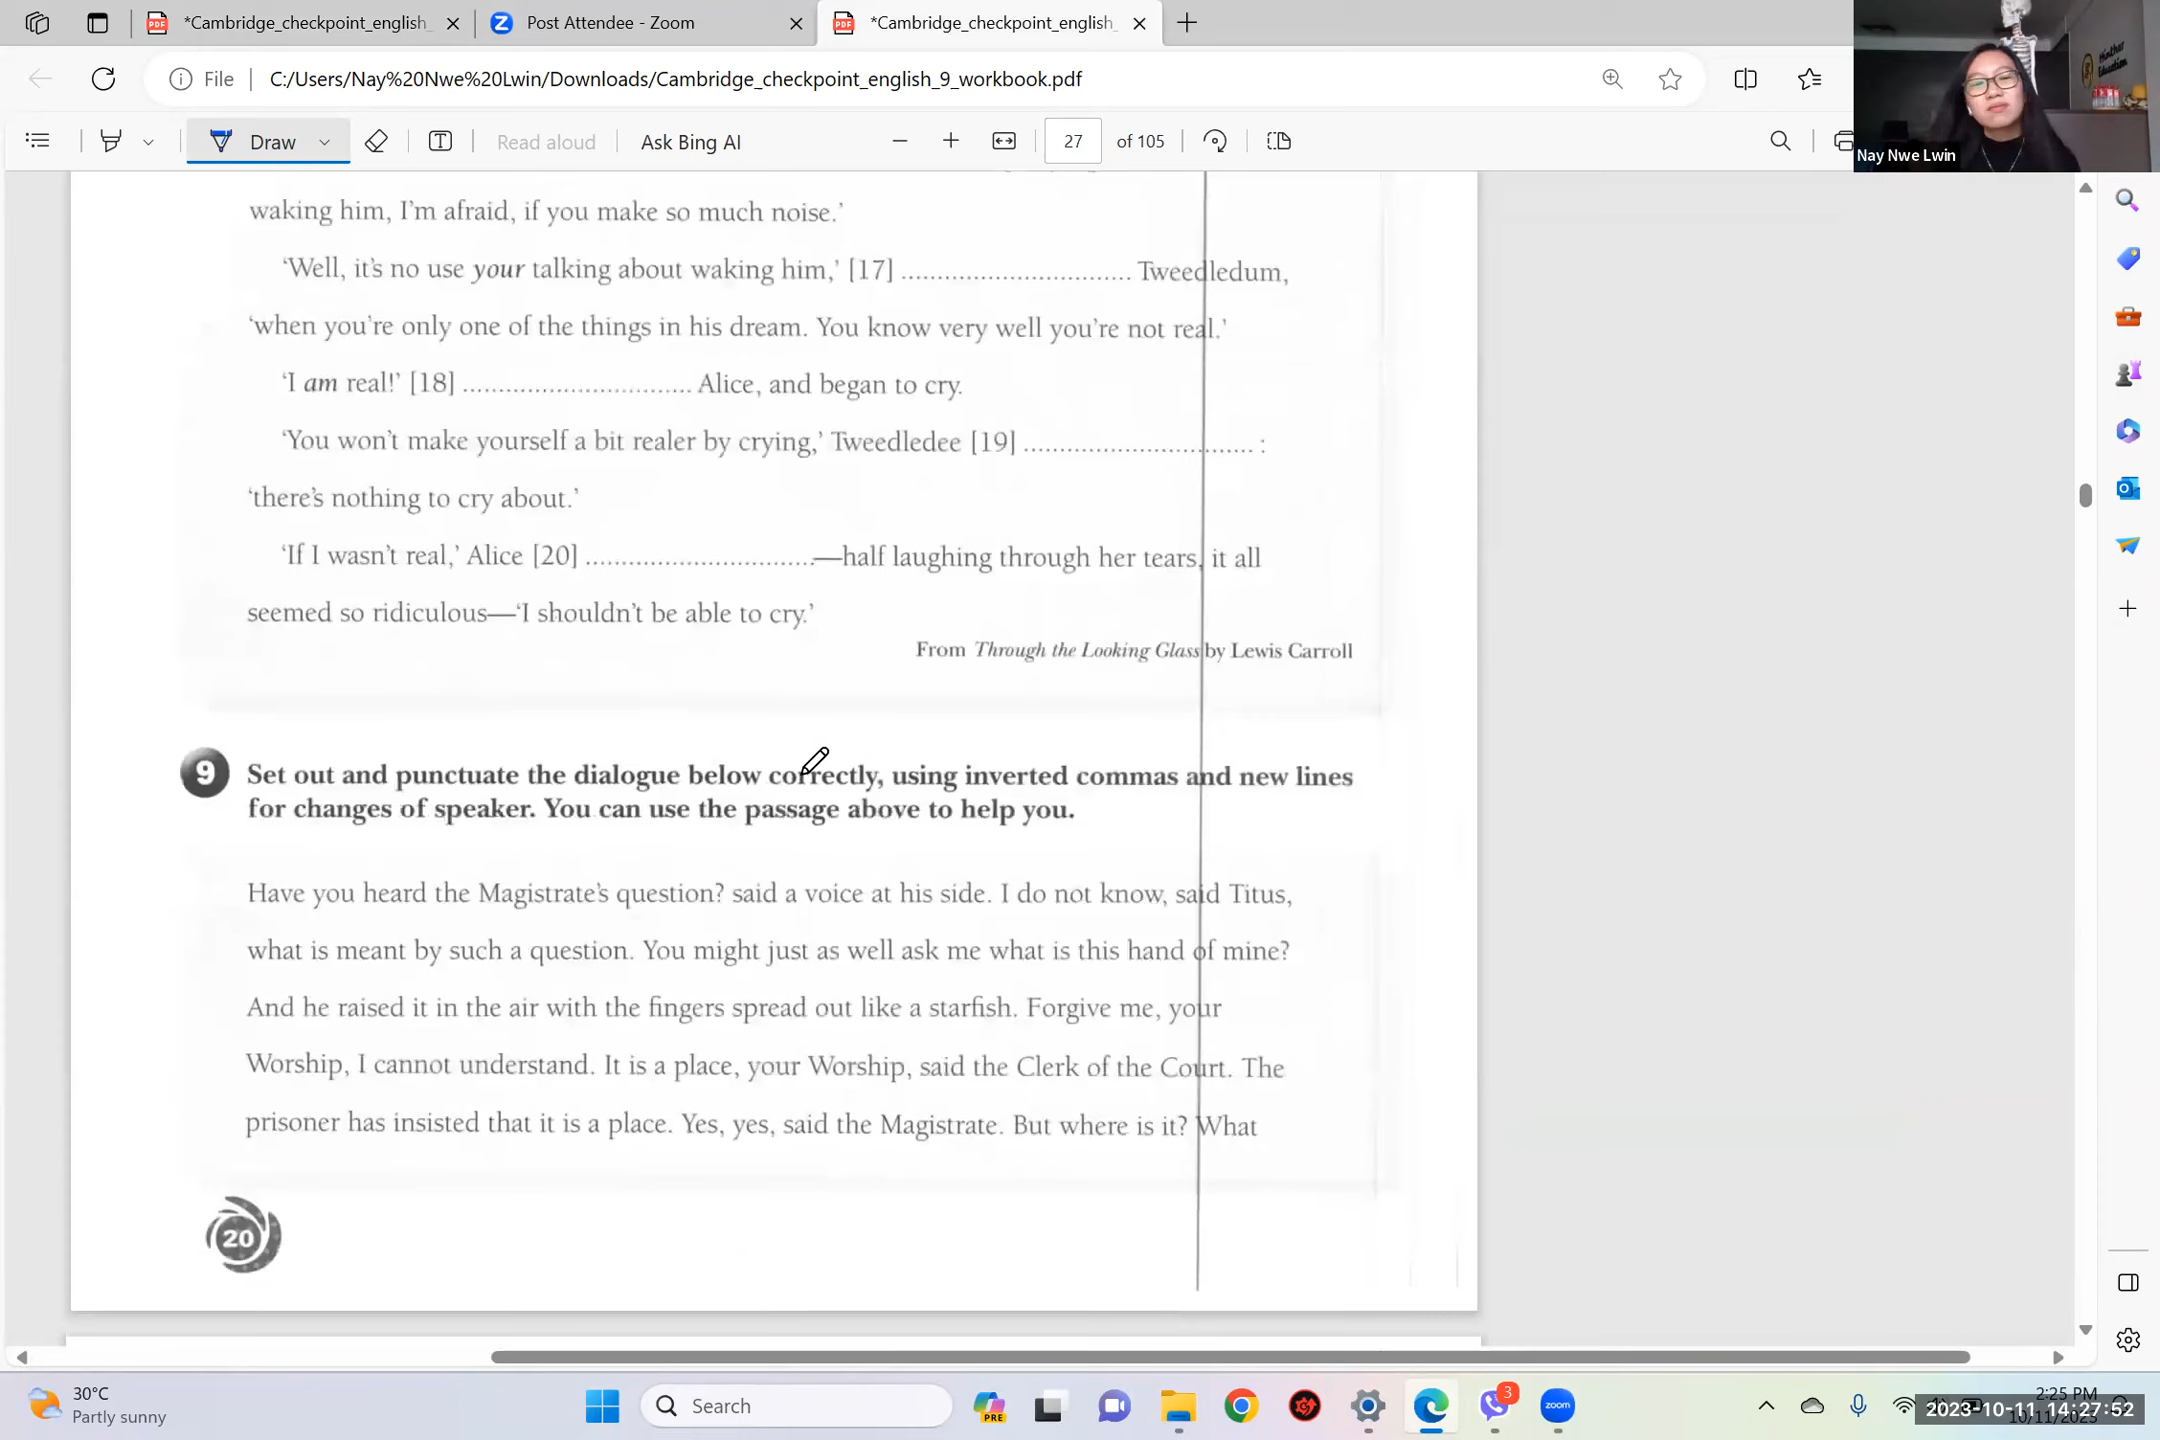 *Cambridge_checkpoint_english_
Post Attendee - Zoom
*Cambridge_checkpoint_english_
File
C:/Users/Nay%20Nwe%20Lwin/Downloads/Cambridge_checkpoint_english_9_workbook.pdf
Draw
Read aloud
Ask Bing AI
27
of 105
Nay Nwe Lwin
waking him, I'm afraid, if you make so much noise.'
'Well, it's no use your talking about waking him,' [17] ................................ Tweedledum,
'when you're only one of the things in his dream. You know very well you're not real.'
'I am real!' [18] ................................ Alice, and began to cry.
'You won't make yourself a bit realer by crying,' Tweedledee [19] ................................ :
'there's nothing to cry about.'
'If I wasn't real,' Alice [20] ................................—half laughing through her tears, it all
seemed so ridiculous—'I shouldn't be able to cry.'
From Through the Looking Glass by Lewis Carroll
9 Set out and punctuate the dialogue below correctly, using inverted commas and new lines
for changes of speaker. You can use the passage above to help you.
Have you heard the Magistrate's question? said a voice at his side. I do not know, said Titus,
what is meant by such a question. You might just as well ask me what is this hand of mine?
And he raised it in the air with the fingers spread out like a starfish. Forgive me, your
Worship, I cannot understand. It is a place, your Worship, said the Clerk of the Court. The
prisoner has insisted that it is a place. Yes, yes, said the Magistrate. But where is it? What
20
30°C
Partly sunny
Search
PRE
3
zoom
2:25 PM
2023-10-11 14:27:52
10/11/2023